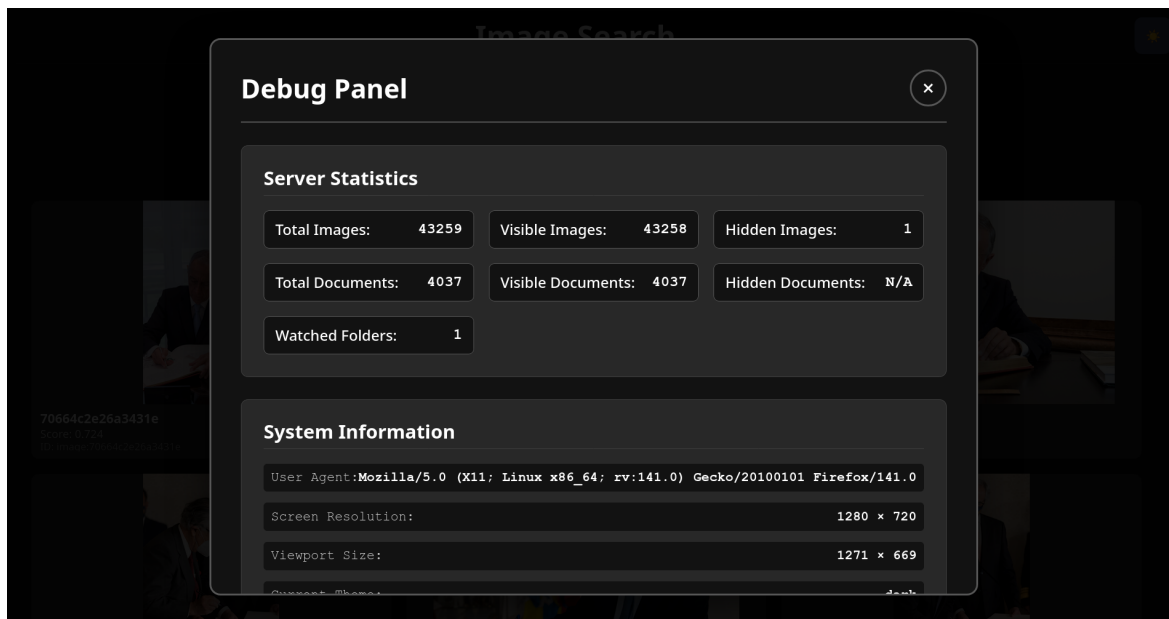 Image Search
Debug Panel
×
Server Statistics
Total Images: 43259
Visible Images: 43258
Hidden Images: 1
Total Documents: 4037
Visible Documents: 4037
Hidden Documents: N/A
Watched Folders: 1
70664c2e26a3431e
Score: 0,724
System Information
User Agent:Mozilla/5.0 (X11; Linux x86_64; rv:141.0) Gecko/20100101 Firefox/141.0
Screen Resolution: 1280 × 720
Viewport Size: 1271 × 669
Current Theme: dark